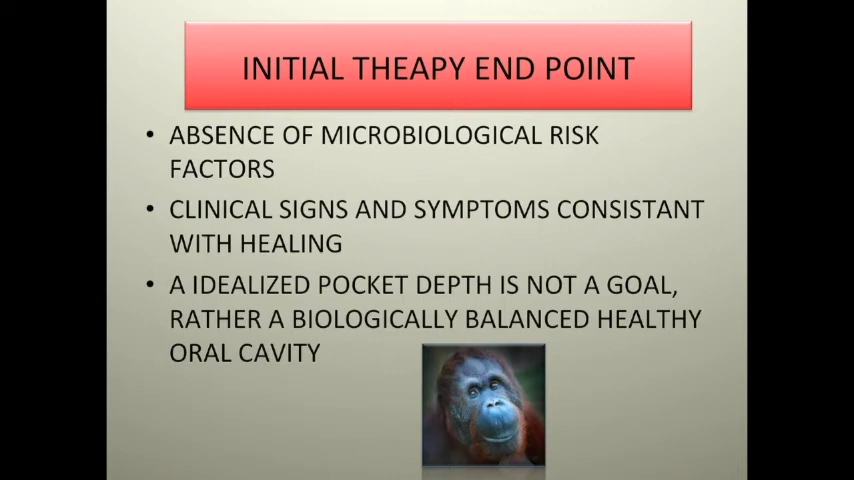 INITIAL THEAPY END POINT
• ABSENCE OF MICROBIOLOGICAL RISK
FACTORS
• CLINICAL SIGNS AND SYMPTOMS CONSISTANT
WITH HEALING
• A IDEALIZED POCKET DEPTH IS NOT A GOAL,
RATHER A BIOLOGICALLY BALANCED HEALTHY
ORAL CAVITY